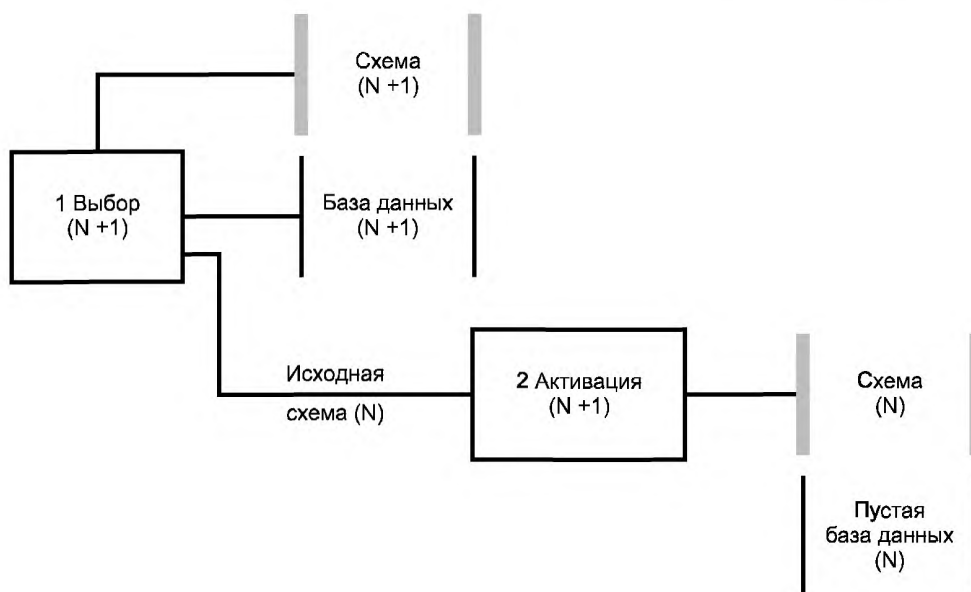 Схема
(N +1)
1 Выбор
(N +1)
База данных
(N +1)
Исходная
схема (N)
2 Активация
(N +1)
Схема
(N)
Пустая
база данных
(N)